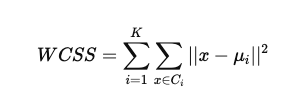 WCSS = \sum_{i=1}^{K} \sum_{x \in C_i} ||x - \mu_i||^2